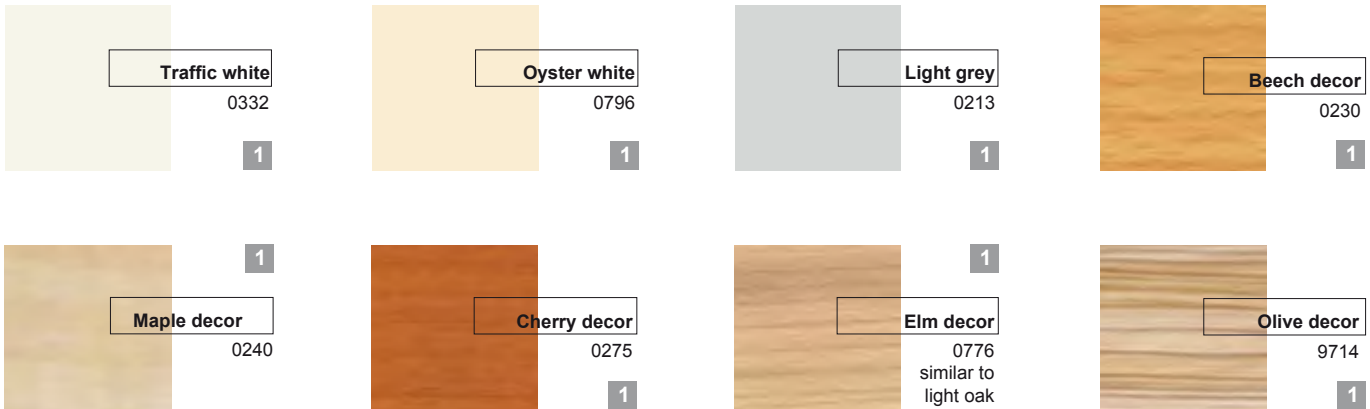 Traffic white
0332
1
Oyster white
0796
1
Light grey
0213
1
Beech decor
0230
1
1
Maple decor
0240
Cherry decor
0275
1
1
Elm decor
0776
similar to
light oak
Olive decor
9714
1